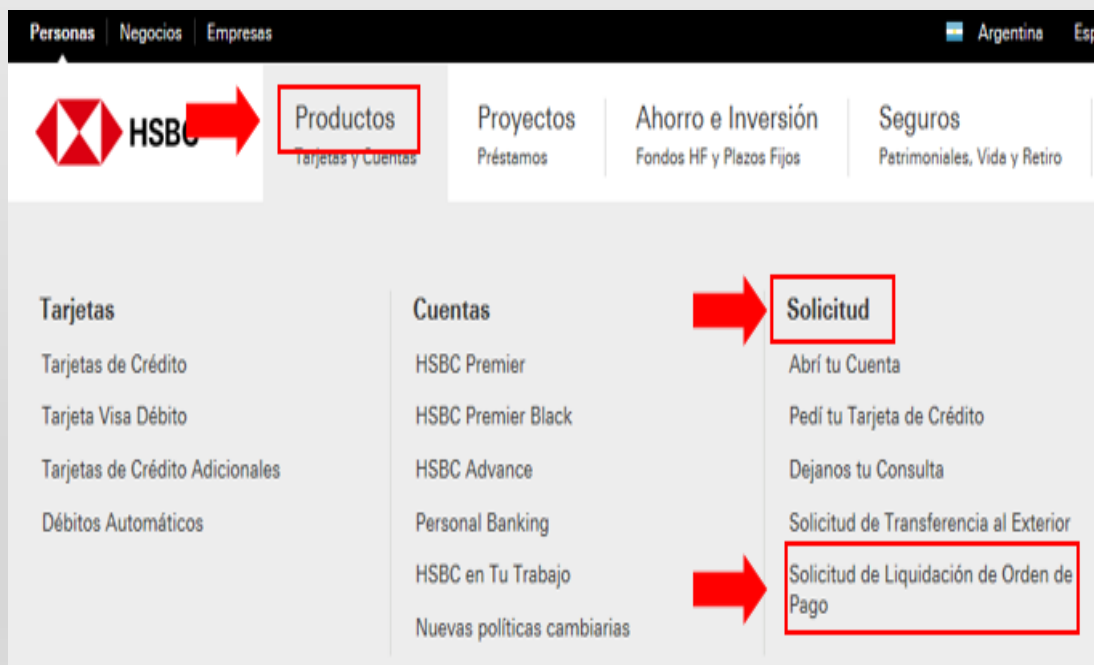 Personas Negocios Empresas Argentina Esp
HSBC
Productos Proyectos Ahorro e Inversión Seguros
Tarjetas y Cuentas Préstamos Fondos HF y Plazos Fijos Patrimoniales, Vida y Retiro
Tarjetas
Tarjetas de Crédito
Tarjeta Visa Débito
Tarjetas de Crédito Adicionales
Débitos Automáticos
Cuentas
HSBC Premier
HSBC Premier Black
HSBC Advance
Personal Banking
HSBC en Tu Trabajo
Nuevas políticas cambiarias
Solicitud
Abrí tu Cuenta
Pedí tu Tarjeta de Crédito
Dejanos tu Consulta
Solicitud de Transferencia al Exterior
Solicitud de Liquidación de Orden de
Pago